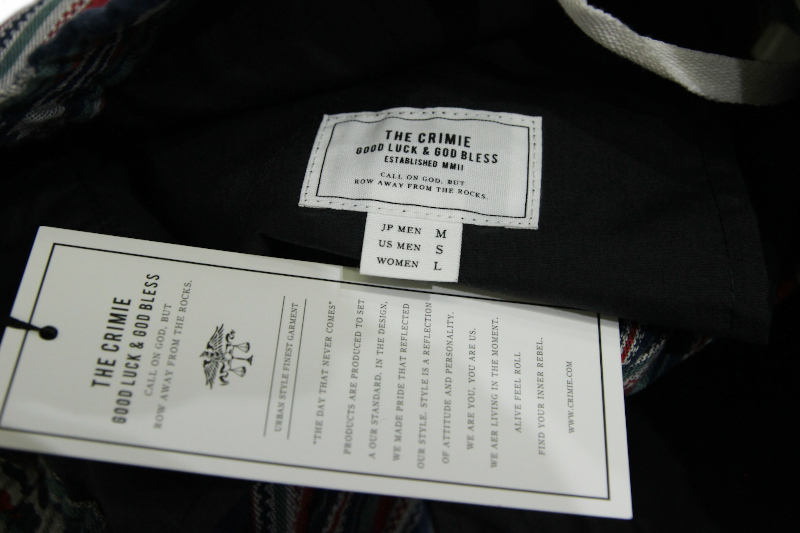 THE CRIMIE
GOOD LUCK & GOD BLESS
ESTABLISHED MMII
CALL ON GOD, BUT
ROW AWAY FROM THE ROCKS.
JP MEN M
US MEN S
WOMEN L
THE CRIMIE
GOOD LUCK & GOD BLESS
CALL ON GOD, BUT
ROW AWAY FROM THE ROCKS.
URBAN STYLE FINEST GARMENT
"THE DAY THAT NEVER COMES"
PRODUCTS ARE PRODUCED TO SET
A OUR STANDARD. IN THE DESIGN,
WE MADE PRIDE THAT REFLECTED
OUR STYLE. STYLE IS A REFLECTION
OF ATTITUDE AND PERSONALITY.
WE ARE YOU, YOU ARE US.
WE AER LIVING IN THE MOMENT.
ALIVE FEEL ROLL
FIND YOUR INNER REBEL.
WWW.CRIMIE.COM